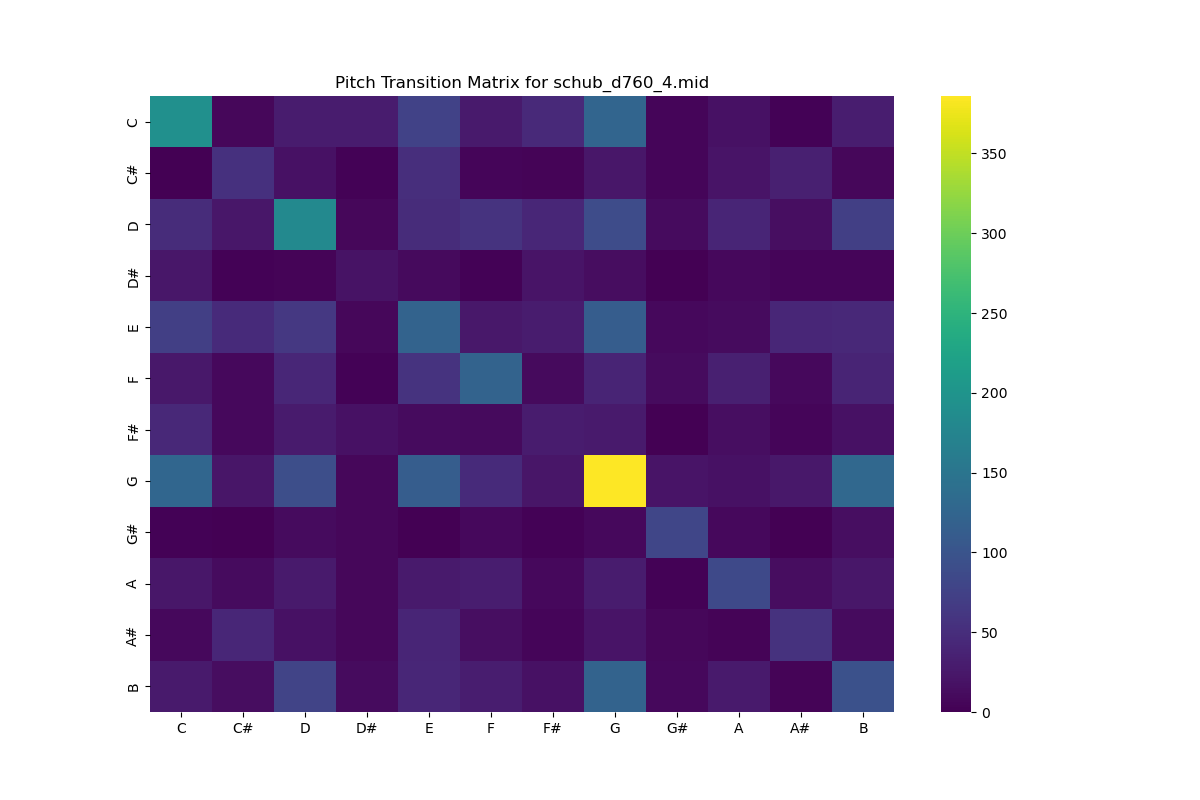 Pitch Transition Matrix for schub_d760_4.mid
C
C#
D
D#
E
F
F#
G
G#
A
A#
B
C C# D D# E F F# G G# A A# B
350
300
250
200
150
100
50
0